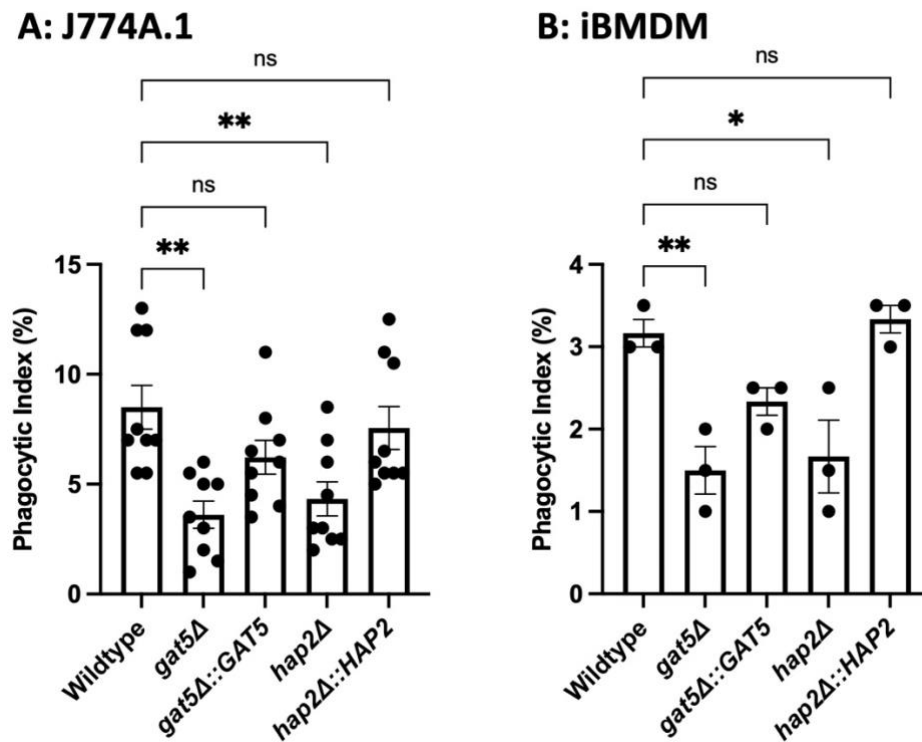 A: J774A.1
ns
**
ns
**
15
10
5
0
Phagocytic Index (%)
Wildtype
gat5Δ
gat5Δ::GAT5
hap2Δ
hap2Δ::HAP2
B: iBMDM
ns
*
ns
**
4
3
2
1
0
Phagocytic Index (%)
Wildtype
gat5Δ
gat5Δ::GAT5
hap2Δ
hap2Δ::HAP2